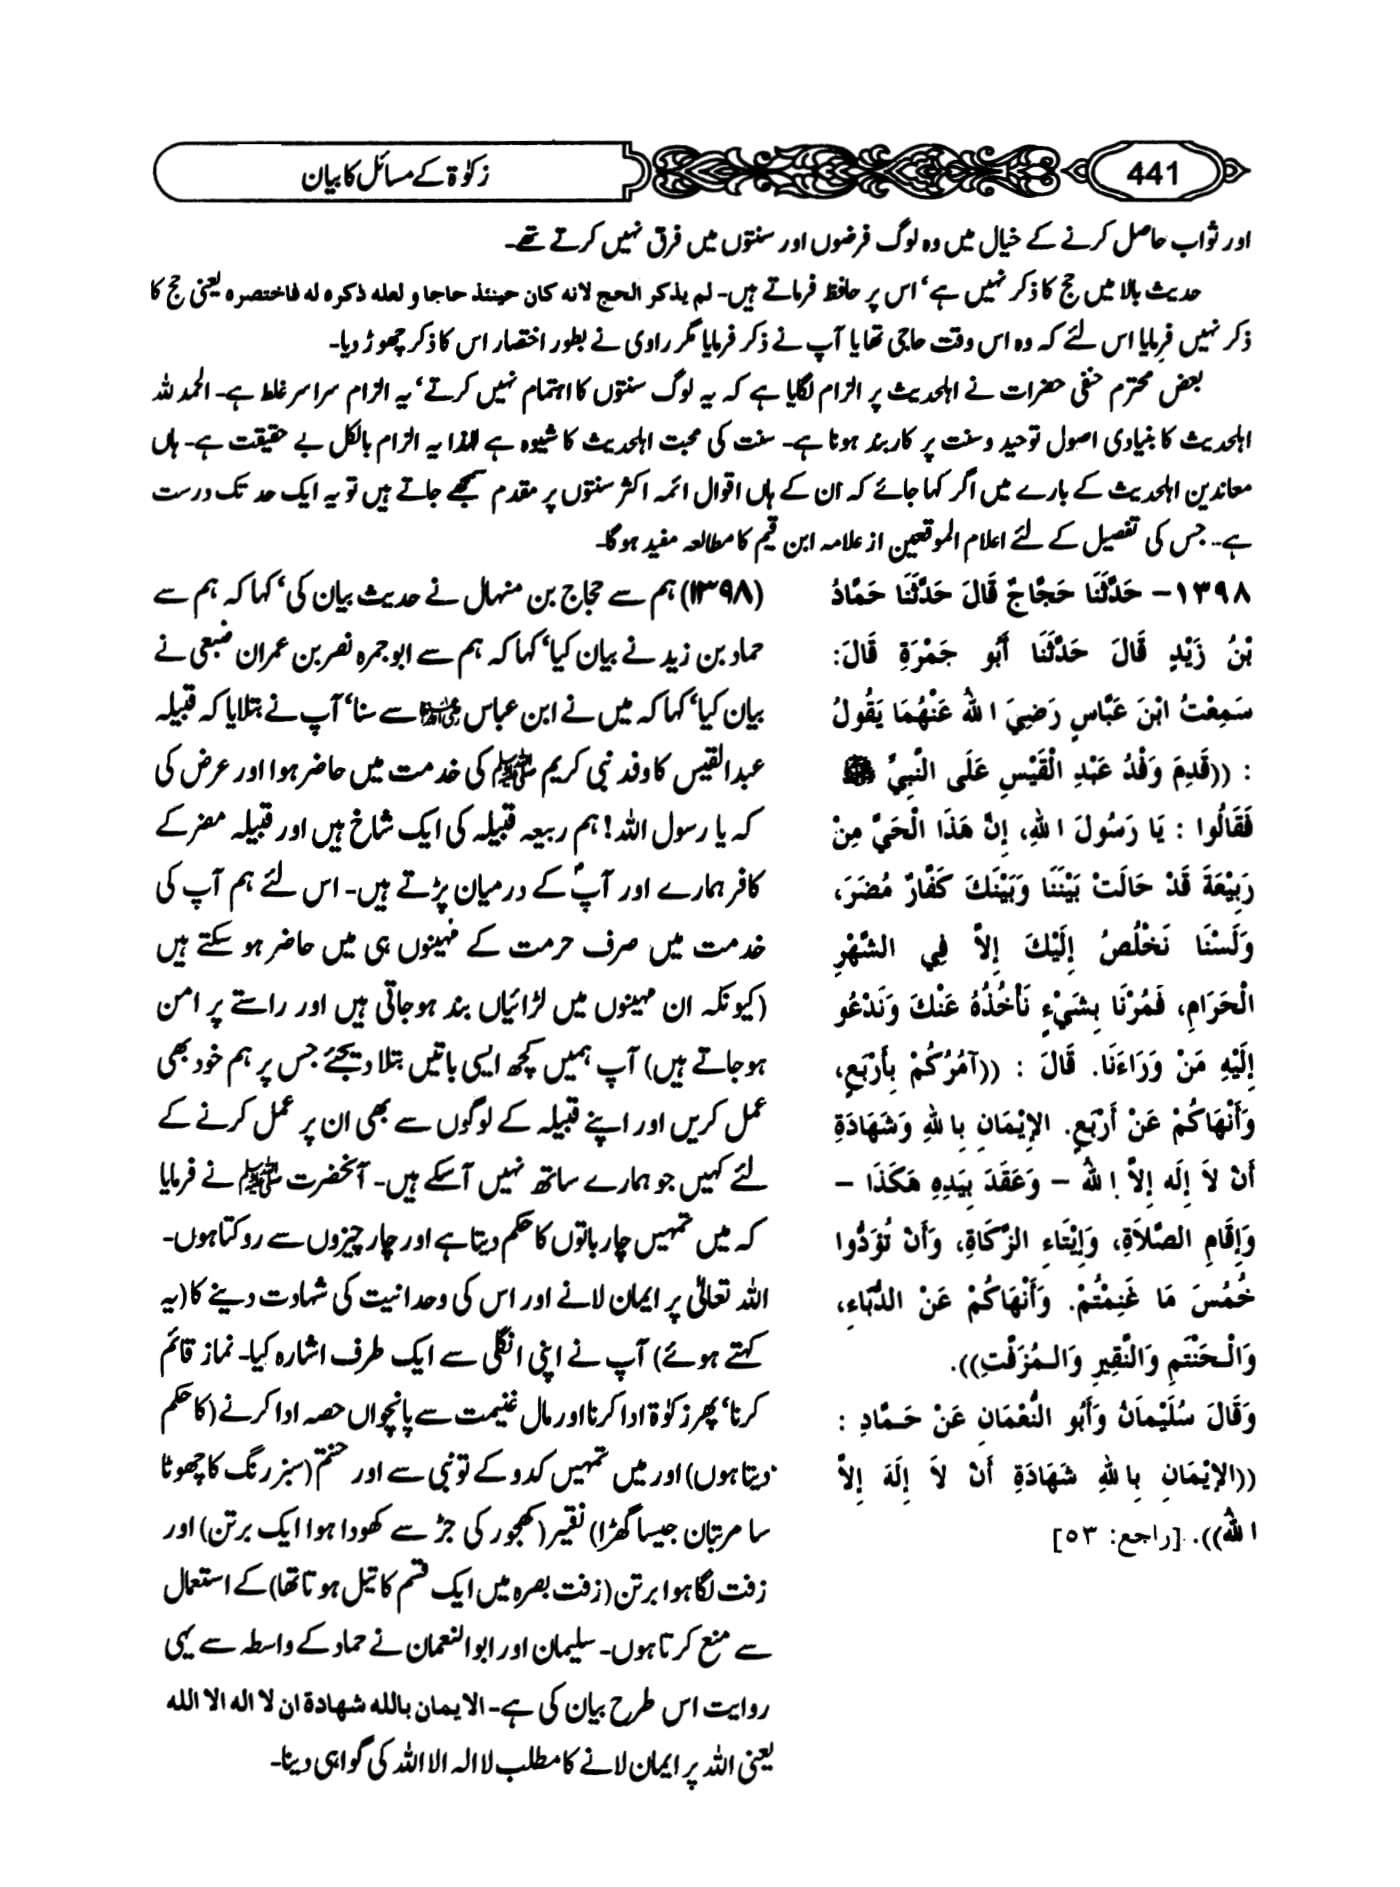 441
زکوٰۃ کے مسائل کا بیان
اور ثواب حاصل کرنے کے خیال میں وہ لوگ فرضوں اور سنتوں میں فرق نہیں کرتے تھے۔
حدیث بالا میں حج کا ذکر نہیں ہے‘ اس پر حافظ فرماتے ہیں۔ لم یذکر الحج لانه کان حینئذ حاجا و لعله ذکره له فاختصره یعنی حج کا
ذکر نہیں فرمایا اس لئے کہ وہ اس وقت حاجی تھا یا آپ نے ذکر فرمایا مگر راوی نے بطور اختصار اس کا ذکر چھوڑ دیا۔
بعض محترم حنفی حضرات نے اہلحدیث پر الزام لگایا ہے کہ یہ لوگ سنتوں کا اہتمام نہیں کرتے‘ یہ الزام سراسر غلط ہے۔ الحمد للہ
اہلحدیث کا بنیادی اصول توحید و سنت پر کاربند ہونا ہے۔ سنت کی محبت اہلحدیث کا شیوہ ہے لہٰذا یہ الزام بالکل بے حقیقت ہے۔ ہاں
معاندین اہلحدیث کے بارے میں اگر کہا جائے کہ ان کے ہاں اقوال ائمہ اکثر سنتوں پر مقدم سمجھے جاتے ہیں تو یہ ایک حد تک درست
ہے۔ جس کی تفصیل کے لئے اعلام الموقعین از علامہ ابن قیم کا مطالعہ مفید ہوگا۔
١٣٩٨– حَدَّثَنَا حَجَّاجٌ قَالَ حَدَّثَنَا حَمَّادُ
بْنُ زَيْدٍ قَالَ حَدَّثَنَا أَبُو جَمْرَةِ قَالَ:
سَمِعْتُ ابْنَ عَبَّاسٍ رَضِيَ اللهُ عَنْهُمَا يَقُولُ
: ((قَدِمَ وَفْدُ عَبْدِ الْقَيْسِ عَلَى النَّبِيِّ ﷺ
فَقَالُوا : يَا رَسُولَ اللهِ، إِنَّ هَذَا الْحَيَّ مِنْ
رَبِيْعَةَ قَدْ حَالَتْ بَيْنَنَا وَبَيْنَكَ كُفَّارُ مُضَرَ،
وَلَسْنَا نَخْلُصُ إِلَيْكَ إِلاَّ فِي الشَّهْرِ
الْحَرَامِ، فَمُرْنَا بِشَيْءٍ نَأْخُذُهُ عَنْكَ وَنَدْعُو
إِلَيْهِ مَنْ وَرَاءَنَا. قَالَ : ((آمُرُكُمْ بِأَرْبَعٍ،
وَأَنْهَاكُمْ عَنْ أَرْبَعٍ. الإِيْمَانِ بِاللهِ وَشَهَادَةِ
أَنْ لاَ إِلَه إِلاَّ اللهُ – وَعَقَدَ بِيَدِهِ هَكَذَا –
وَإِقَامِ الصَّلاَةِ، وَإِيْتَاءِ الزَّكَاةِ، وَأَنْ تُؤَدُّوا
خُمُسَ مَا غَنِمْتُمْ. وَأَنْهَاكُمْ عَنْ الدُّبَّاءِ،
وَالْحَنْتَمِ وَالنَّقِيرِ وَالـمُزَفَّتِ)).
وَقَالَ سُلَيْمَانُ وَأَبُو النُّعْمَانِ عَنْ حَـمَّادٍ :
((الإِيْمَانِ بِاللهِ شَهَادَةِ أَنْ لاَ إِلَهَ إِلاَّ
اللهُ)). [راجع: ٥٣]
(۱۳۹۸) ہم سے حجاج بن منہال نے حدیث بیان کی‘ کہا کہ ہم سے
حماد بن زید نے بیان کیا‘ کہا کہ ہم سے ابو جمرہ نصر بن عمران ضبعی نے
بیان کیا‘ کہا کہ میں نے ابن عباس رضی اللہ عنہما سے سنا‘ آپ نے بتلایا کہ قبیلہ
عبد القیس کا وفد نبی کریم ﷺ کی خدمت میں حاضر ہوا اور عرض کی
کہ یا رسول اللہ! ہم ربیعہ قبیلہ کی ایک شاخ ہیں اور قبیلہ مضر کے
کافر ہمارے اور آپؐ کے درمیان پڑتے ہیں۔ اس لئے ہم آپ کی
خدمت میں صرف حرمت کے مہینوں ہی میں حاضر ہو سکتے ہیں
(کیونکہ ان مہینوں میں لڑائیاں بند ہو جاتی ہیں اور راستے پر امن
ہو جاتے ہیں) آپ ہمیں کچھ ایسی باتیں بتلا دیجئے جس پر ہم خود بھی
عمل کریں اور اپنے قبیلہ کے لوگوں سے بھی ان پر عمل کرنے کے
لئے کہیں جو ہمارے ساتھ نہیں آسکے ہیں۔ آنحضرت ﷺ نے فرمایا
کہ میں تمہیں چار باتوں کا حکم دیتا ہے اور چار چیزوں سے روکتا ہوں۔
اللہ تعالیٰ پر ایمان لانے اور اس کی وحدانیت کی شہادت دینے کا (یہ
کہتے ہوئے) آپ نے اپنی انگلی سے ایک طرف اشارہ کیا۔ نماز قائم
کرنا‘ پھر زکوٰۃ ادا کرنا اور مال غنیمت سے پانچواں حصہ ادا کرنے (کا حکم
دیتا ہوں) اور میں تمہیں کدو کے تونبی سے اور حنتم (سبز رنگ کا چھوٹا
سا مرتبان جیسا گھڑا) نقیر (کھجور کی جڑ سے کھودا ہوا ایک برتن) اور
زفت لگا ہوا برتن (زفت بصرہ میں ایک قسم کا تیل ہوتا تھا) کے استعمال
سے منع کرتا ہوں۔ سلیمان اور ابو النعمان نے حماد کے واسطہ سے یہی
روایت اس طرح بیان کی ہے۔ الایمان بالله شهادة ان لا اله الا الله
یعنی اللہ پر ایمان لانے کا مطلب لا الہ الا اللہ کی گواہی دینا۔